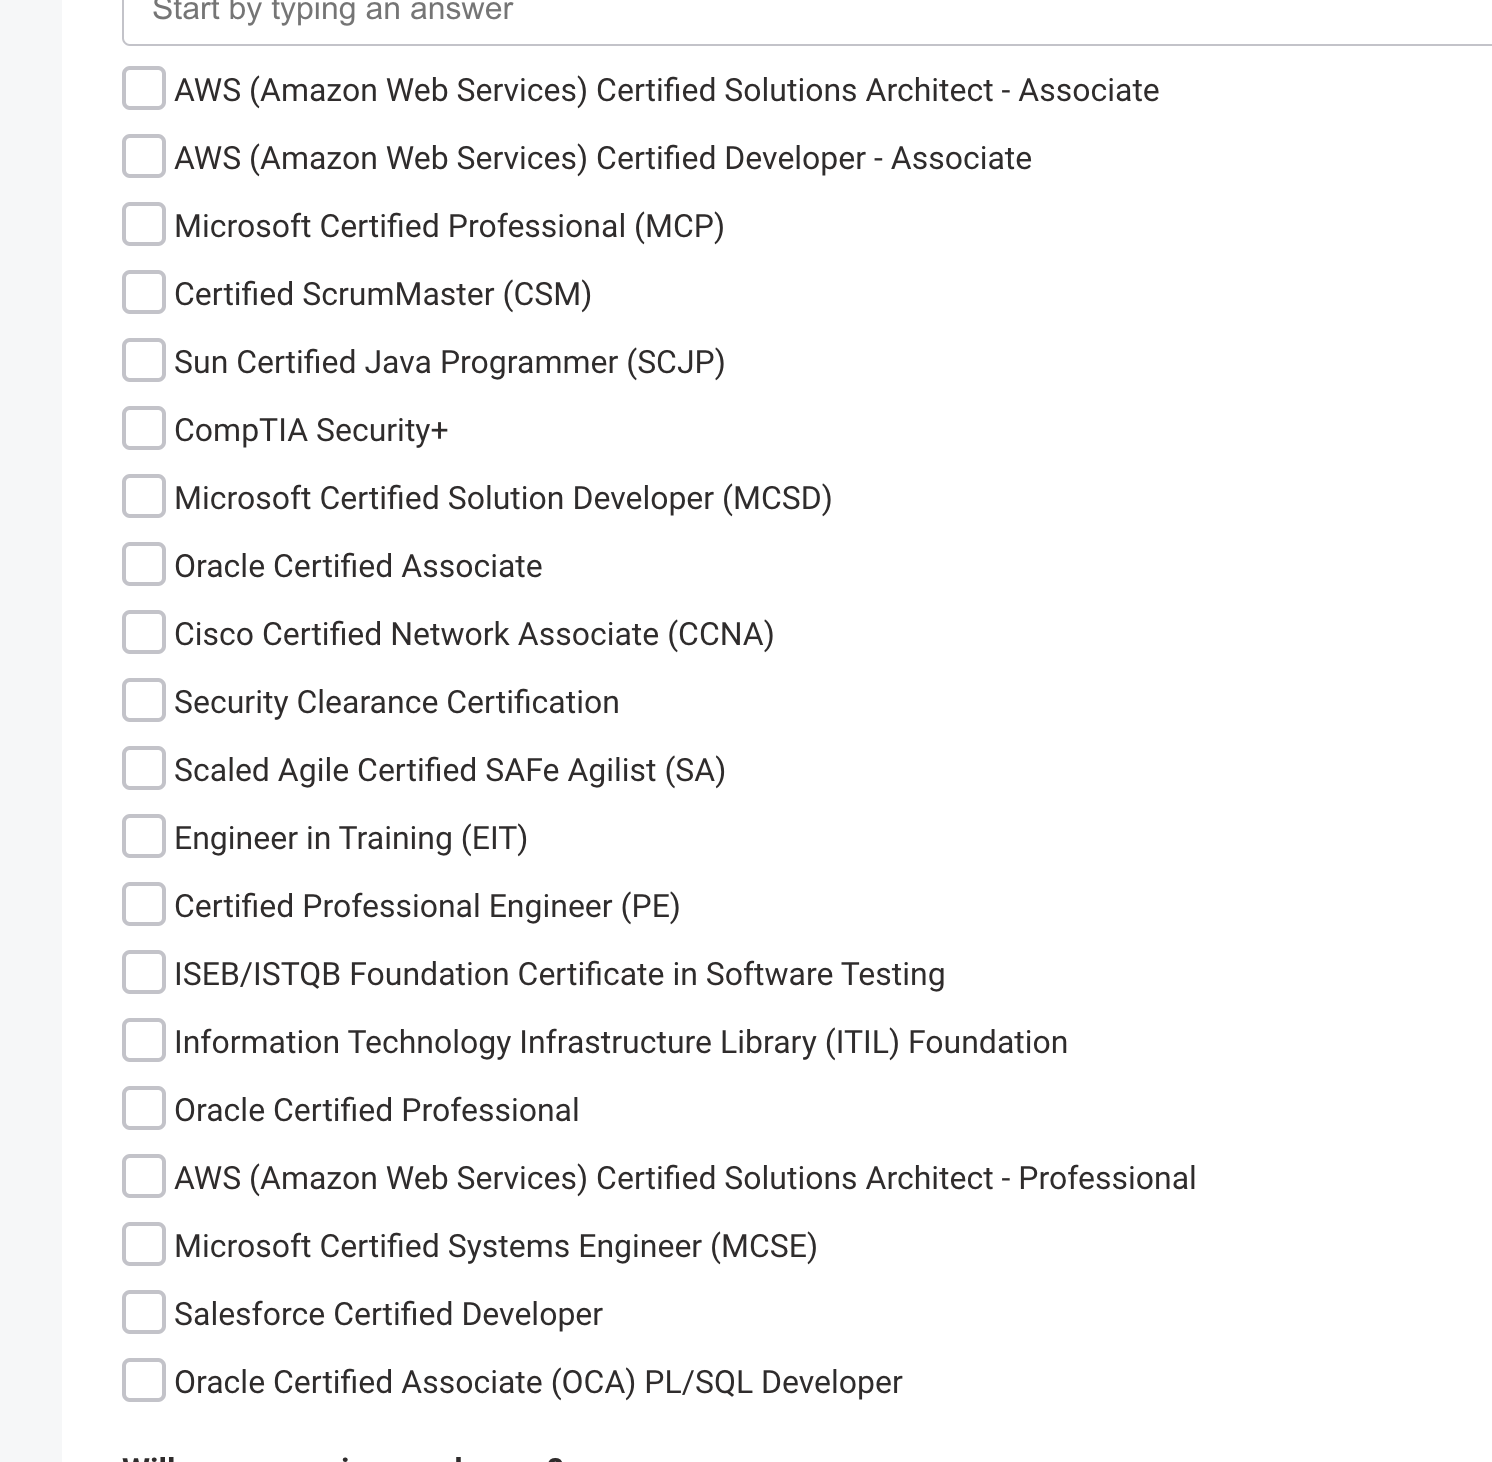 Start by typing an answer
AWS (Amazon Web Services) Certified Solutions Architect - Associate
AWS (Amazon Web Services) Certified Developer - Associate
Microsoft Certified Professional (MCP)
Certified ScrumMaster (CSM)
Sun Certified Java Programmer (SCJP)
CompTIA Security+
Microsoft Certified Solution Developer (MCSD)
Oracle Certified Associate
Cisco Certified Network Associate (CCNA)
Security Clearance Certification
Scaled Agile Certified SAFe Agilist (SA)
Engineer in Training (EIT)
Certified Professional Engineer (PE)
ISEB/ISTQB Foundation Certificate in Software Testing
Information Technology Infrastructure Library (ITIL) Foundation
Oracle Certified Professional
AWS (Amazon Web Services) Certified Solutions Architect - Professional
Microsoft Certified Systems Engineer (MCSE)
Salesforce Certified Developer
Oracle Certified Associate (OCA) PL/SQL Developer